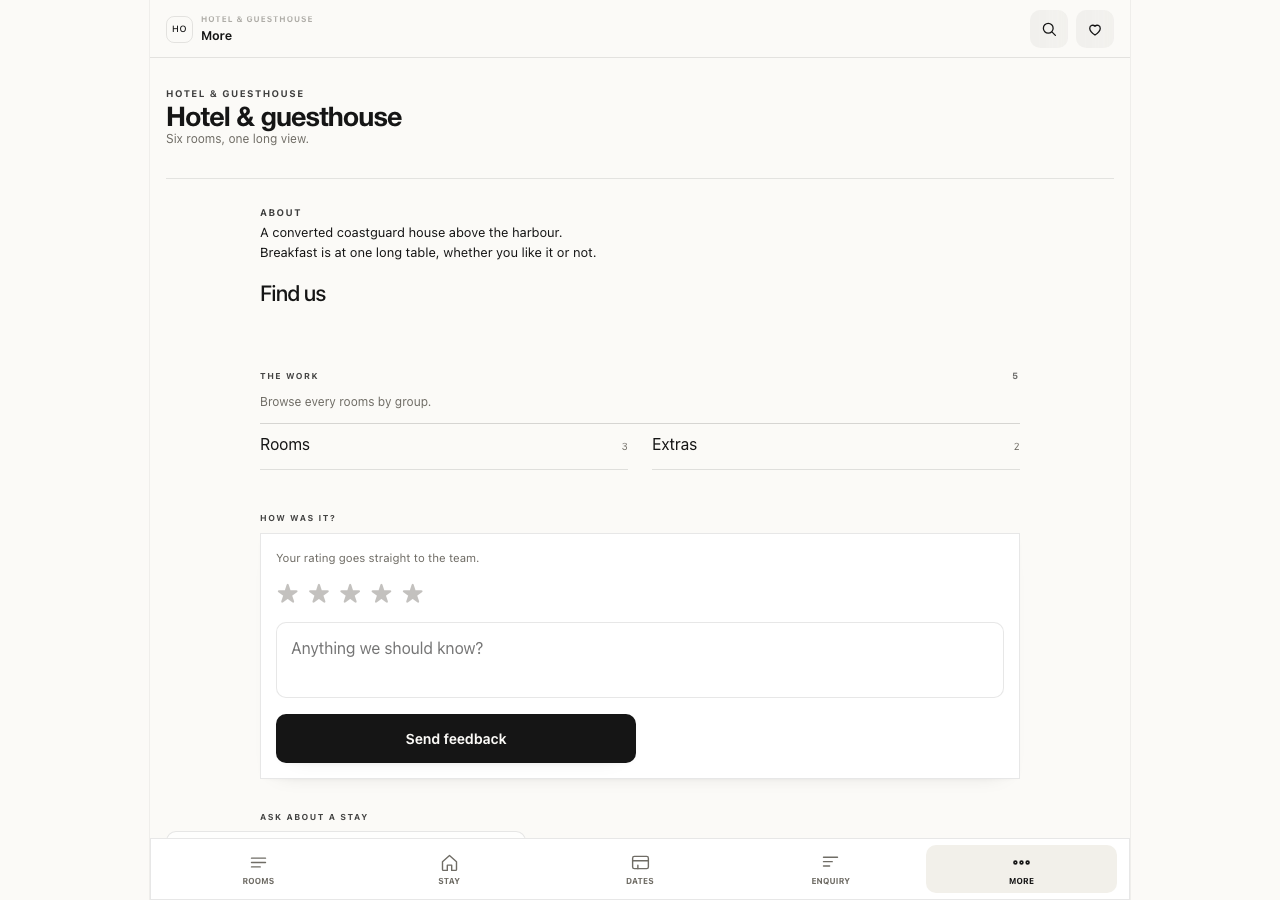 HO
HOTEL & GUESTHOUSE
More
HOTEL & GUESTHOUSE
Hotel & guesthouse
Six rooms, one long view.
ABOUT
A converted coastguard house above the harbour.
Breakfast is at one long table, whether you like it or not.
Find us
THE WORK 5
Browse every rooms by group.
Rooms 3 Extras 2
HOW WAS IT?
Your rating goes straight to the team.
Anything we should know?
Send feedback
ASK ABOUT A STAY
ROOMS STAY DATES ENQUIRY MORE